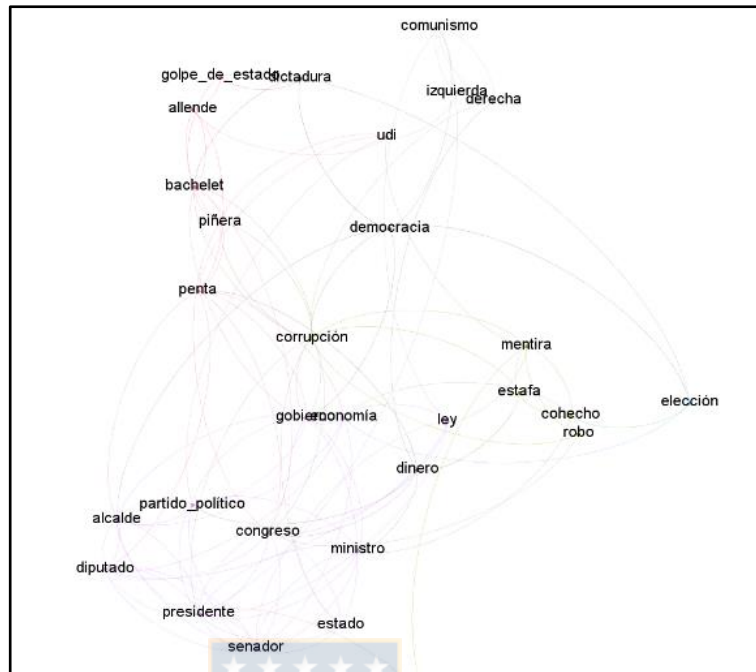 comunismo
golpe_de_estado
dictadura
izquierda
derecha
allende
udi
bachelet
piñera
democracia
penta
corrupción
mentira
estafa
elección
gobierno
economía
ley
cohecho
robo
dinero
partido_político
alcalde
congreso
ministro
diputado
presidente
estado
senador